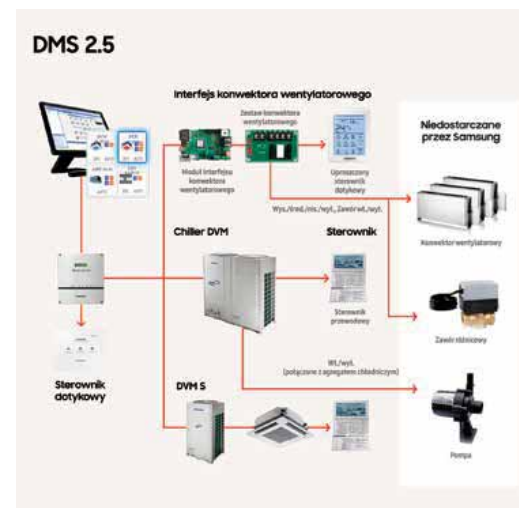 DMS 2.5
Interfejs konwektora wentylatorowego
Zestaw konwektora
wentylatorowego
Moduł interfejsu
konwektora
wentylatorowego
Uproszczony
sterownik
dotykowy
Niedostarczane
przez Samsung
Wys./śred./nis./wył., Zawór wł./wył.
Konwektor wentylatorowy
Chiller DVM
Sterownik
Sterownik
przewodowy
Zawór różnicowy
Wł./wył.
(połączone z agregatem chłodniczym)
Sterownik
dotykowy
DVM S
Pompa